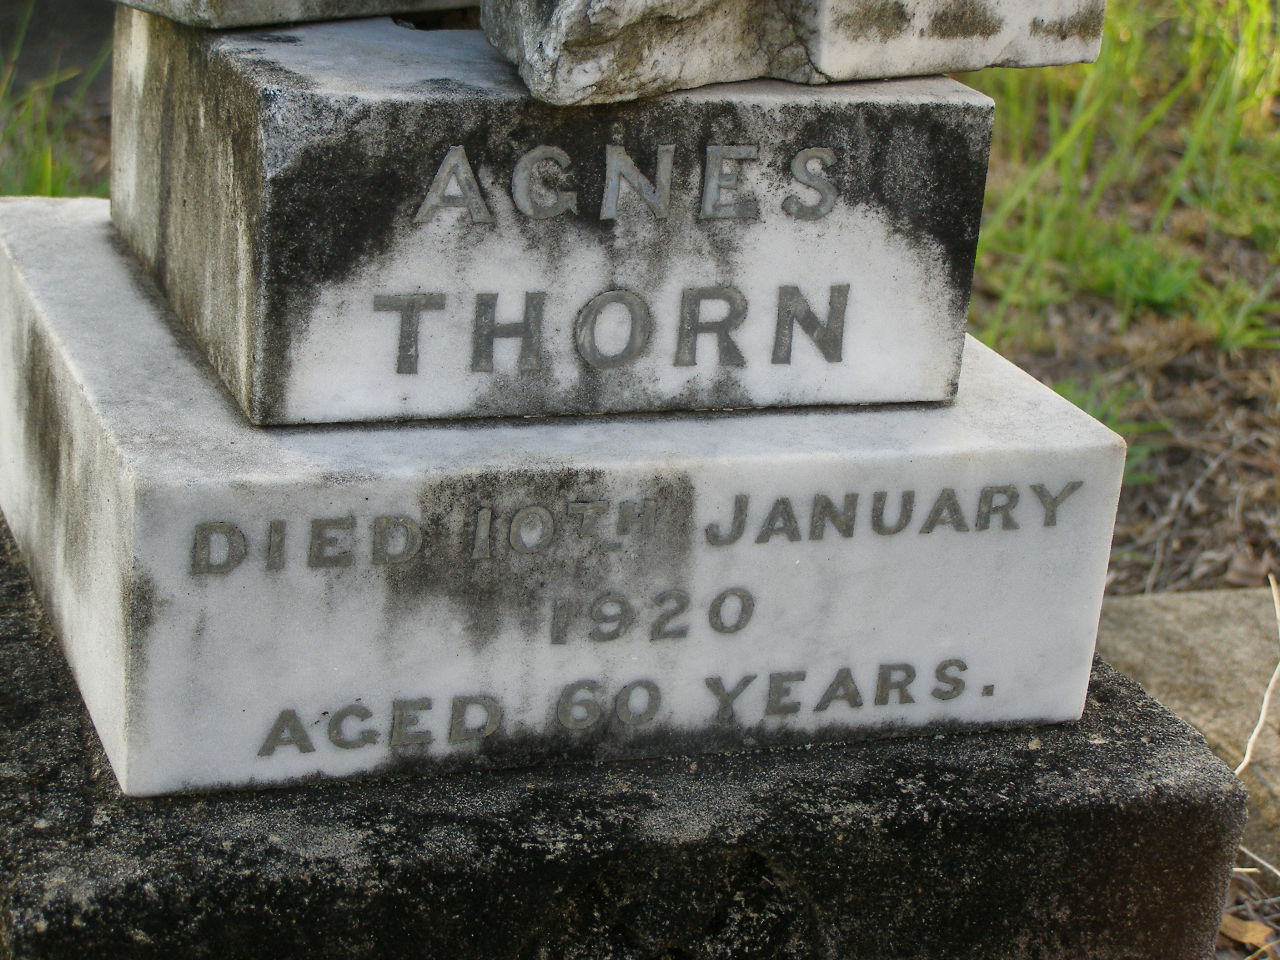 AGNES
THORN
DIED 10TH JANUARY
1920
AGED 60 YEARS.